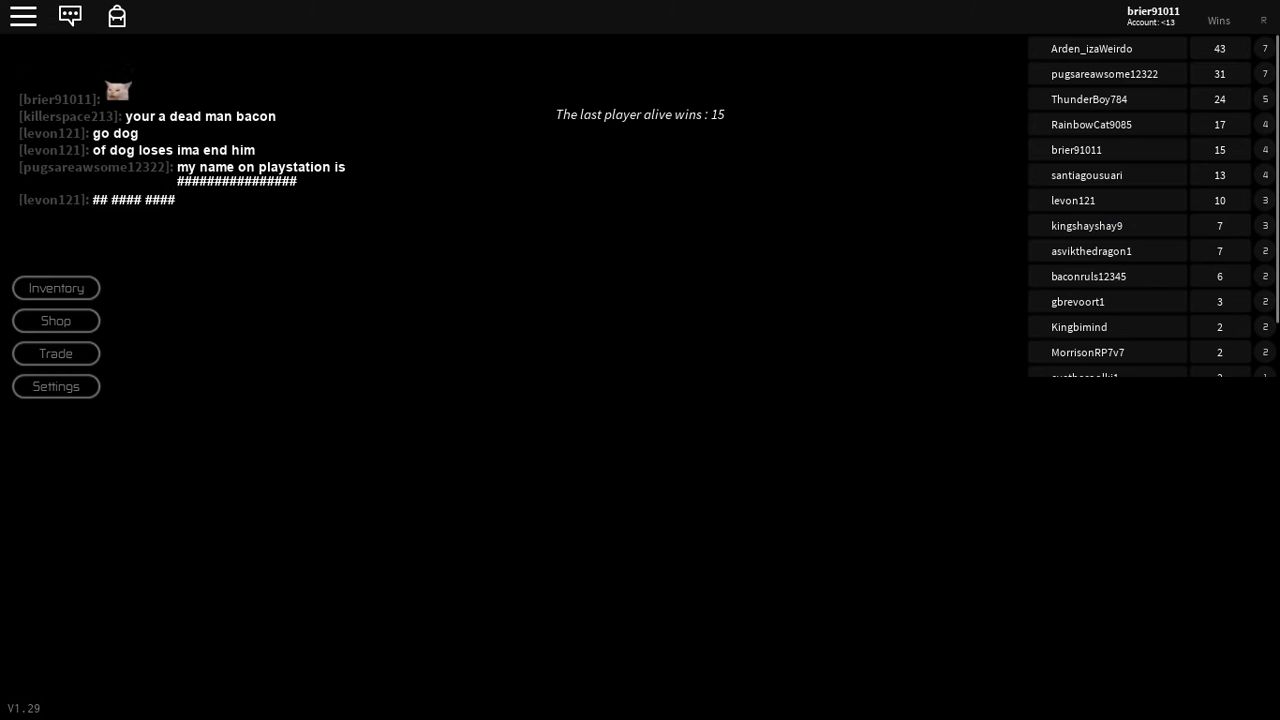 brier91011
Account: <13
Wins
R
Arden_izaWeirdo 43 7
pugsareawsome12322 31 7
ThunderBoy784 24 5
RainbowCat9085 17 4
brier91011 15 4
santiagousuari 13 4
levon121 10 3
kingshayshay9 7 3
asvikthedragon1 7 2
baconruls12345 6 2
gbrevoort1 3 2
Kingbimind 2 2
MorrisonRP7v7 2 2
[brier91011]:
[killerspace213]: your a dead man bacon
[levon121]: go dog
[levon121]: of dog loses ima end him
[pugsareawsome12322]: my name on playstation is
################
[levon121]: ## #### ####
The last player alive wins : 15
Inventory
Shop
Trade
Settings
V1.29